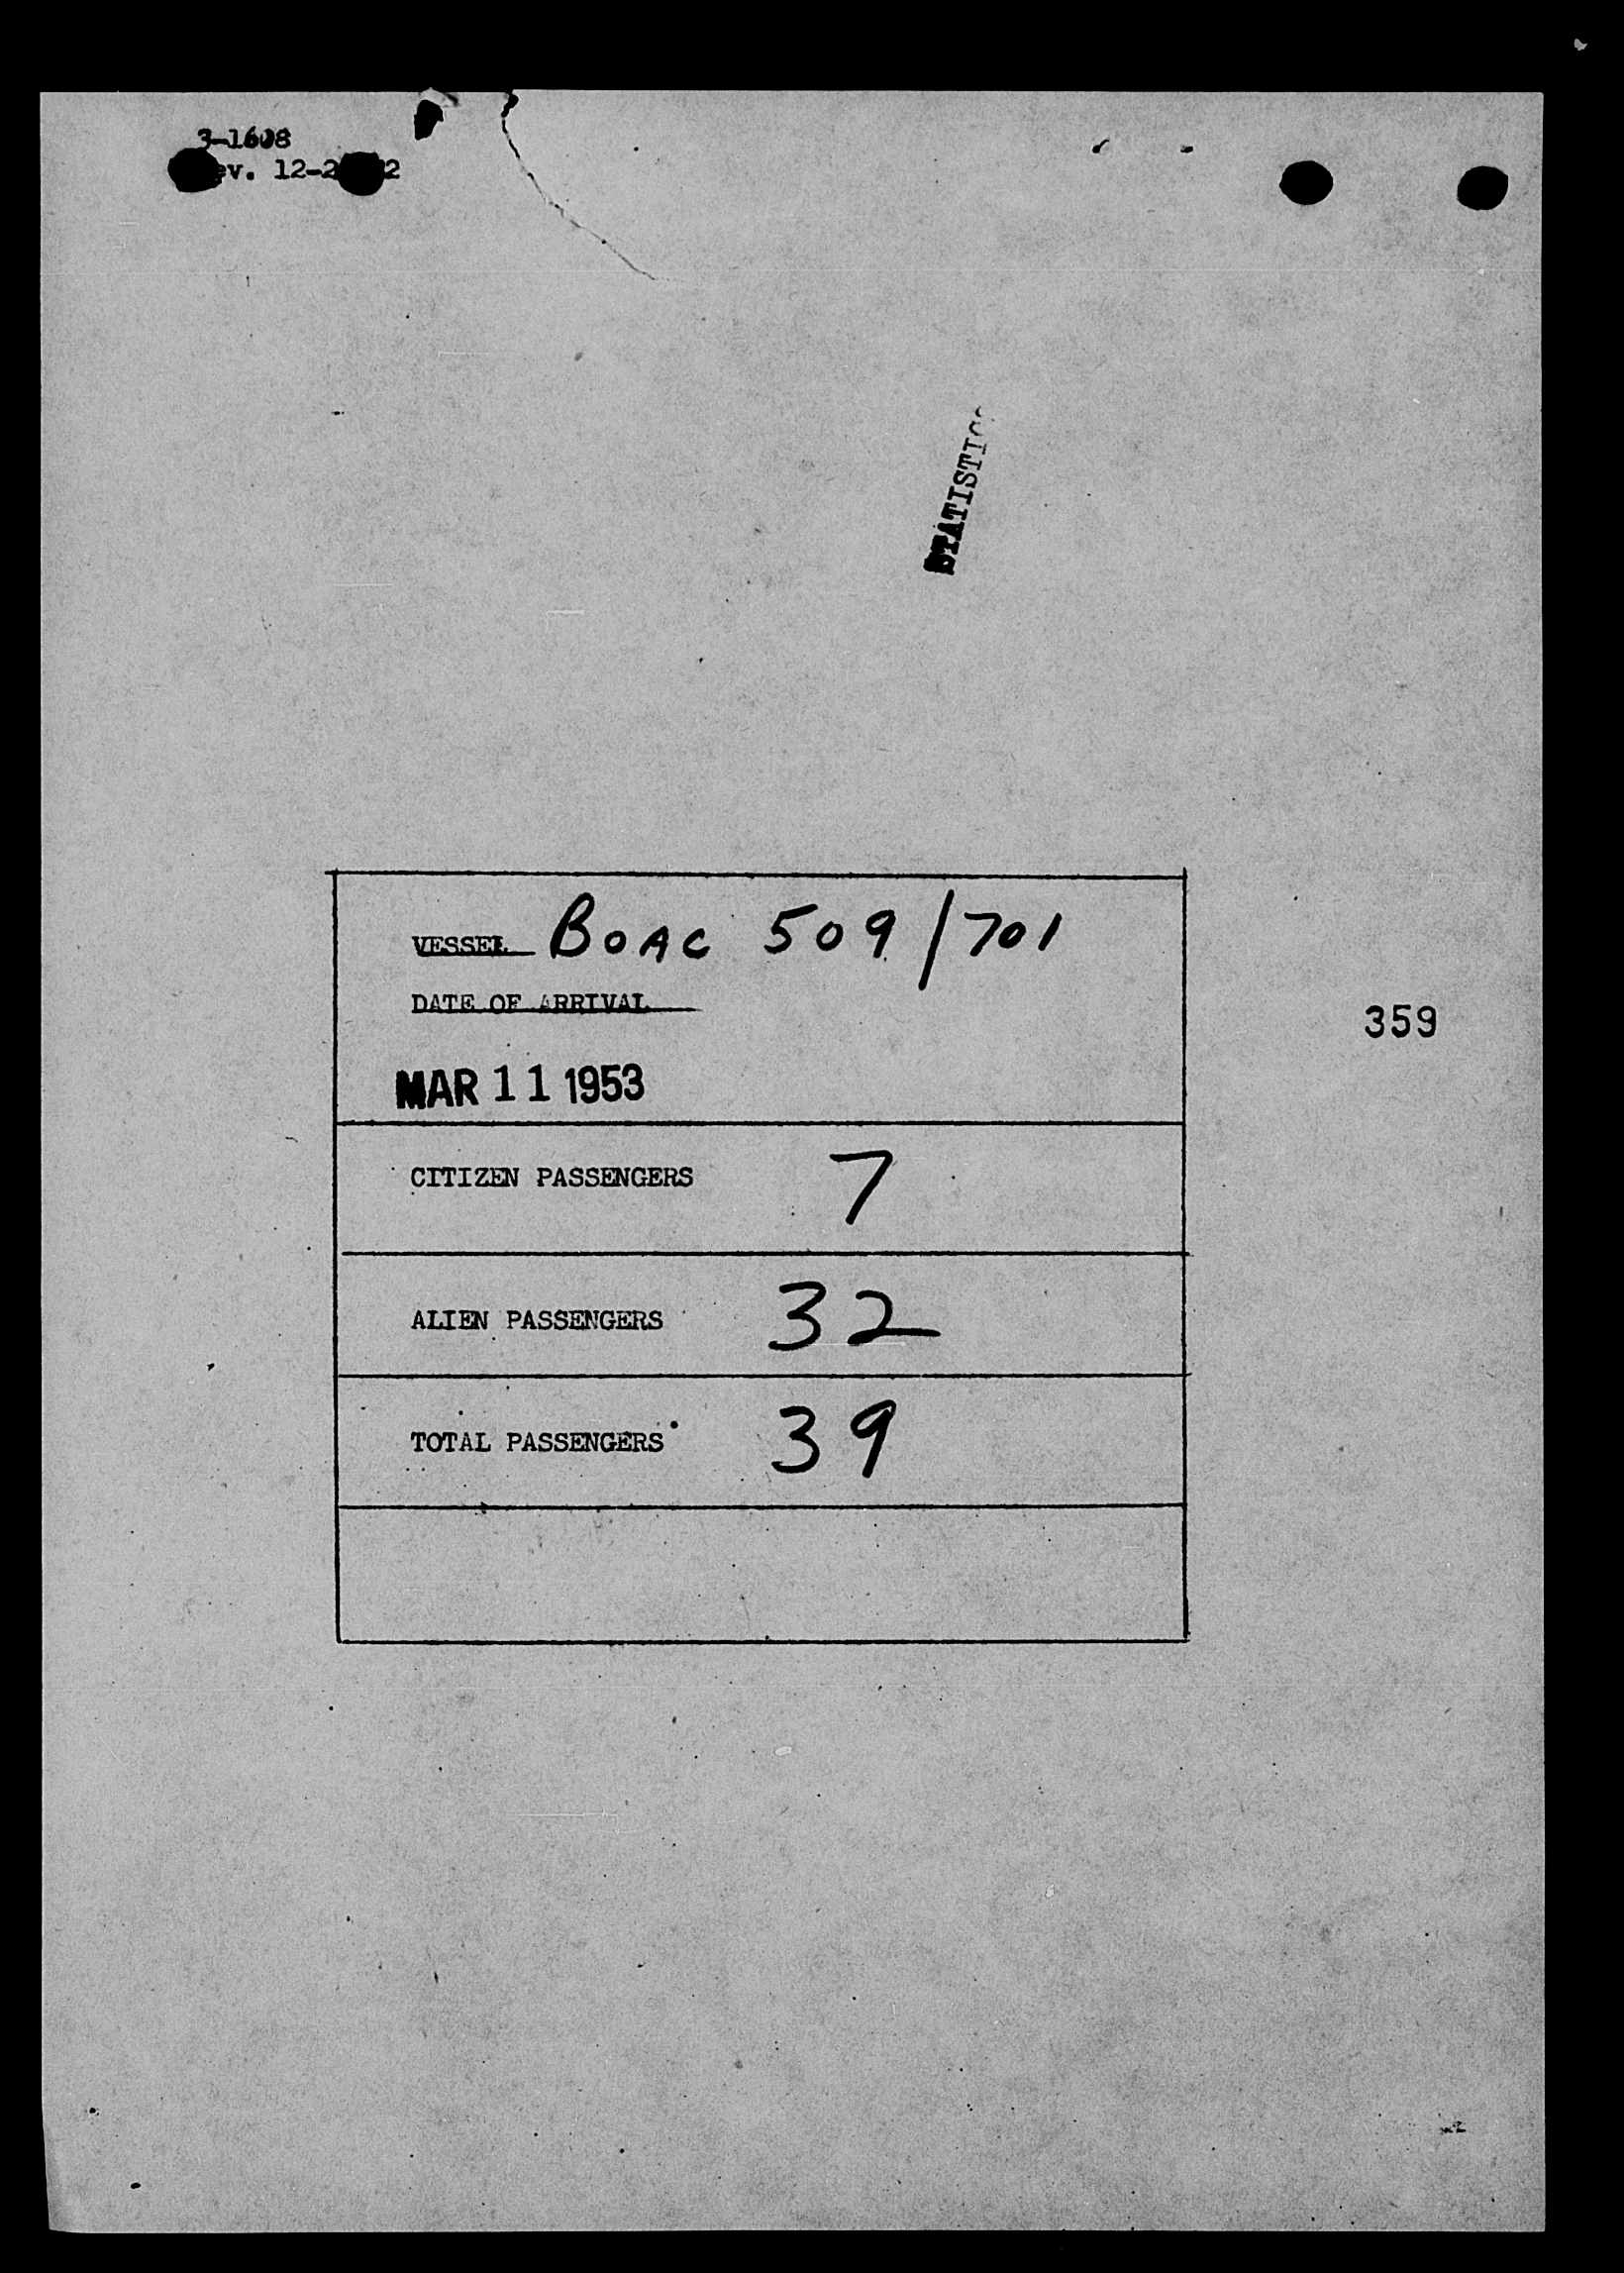 3-1608
STATISTICS
VESSEL BOAC 509/701
DATE OF ARRIVAL
359
MAR 11 1953
CITIZEN PASSENGERS 7
ALIEN PASSENGERS 32
TOTAL PASSENGERS 39